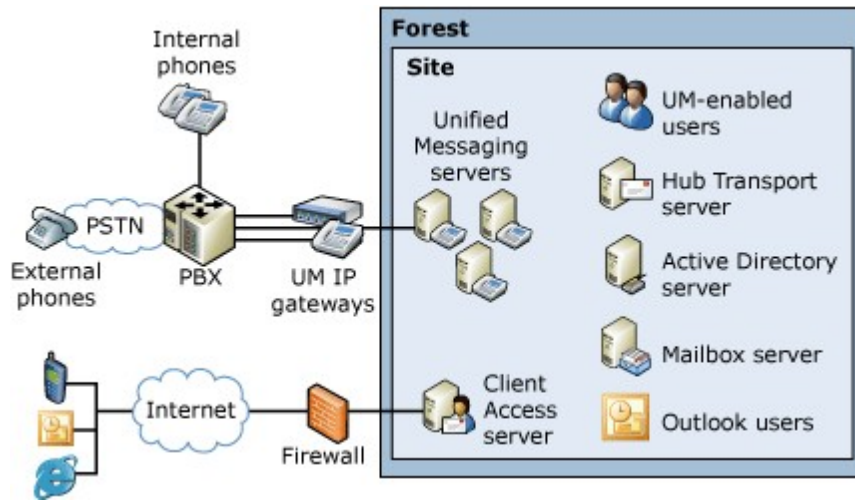 Forest
Site
Internal
phones
PSTN
External
phones
PBX
UM IP
gateways
Unified
Messaging
servers
UM-enabled
users
Hub Transport
server
Active Directory
server
Mailbox server
Outlook users
Internet
Firewall
Client
Access
server